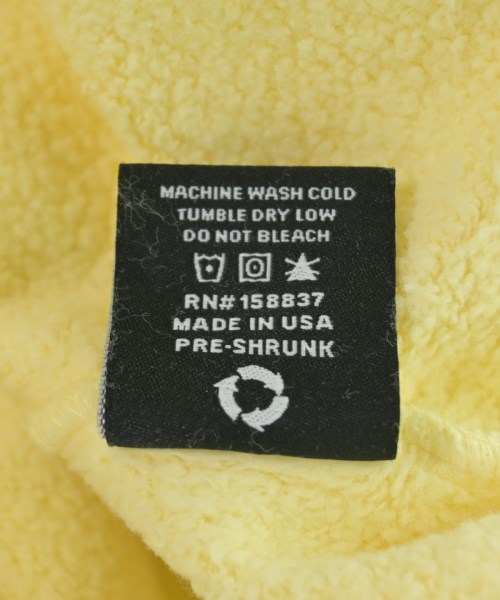 MACHINE WASH COLD
TUMBLE DRY LOW
DO NOT BLEACH
RN# 158837
MADE IN USA
PRE-SHRUNK